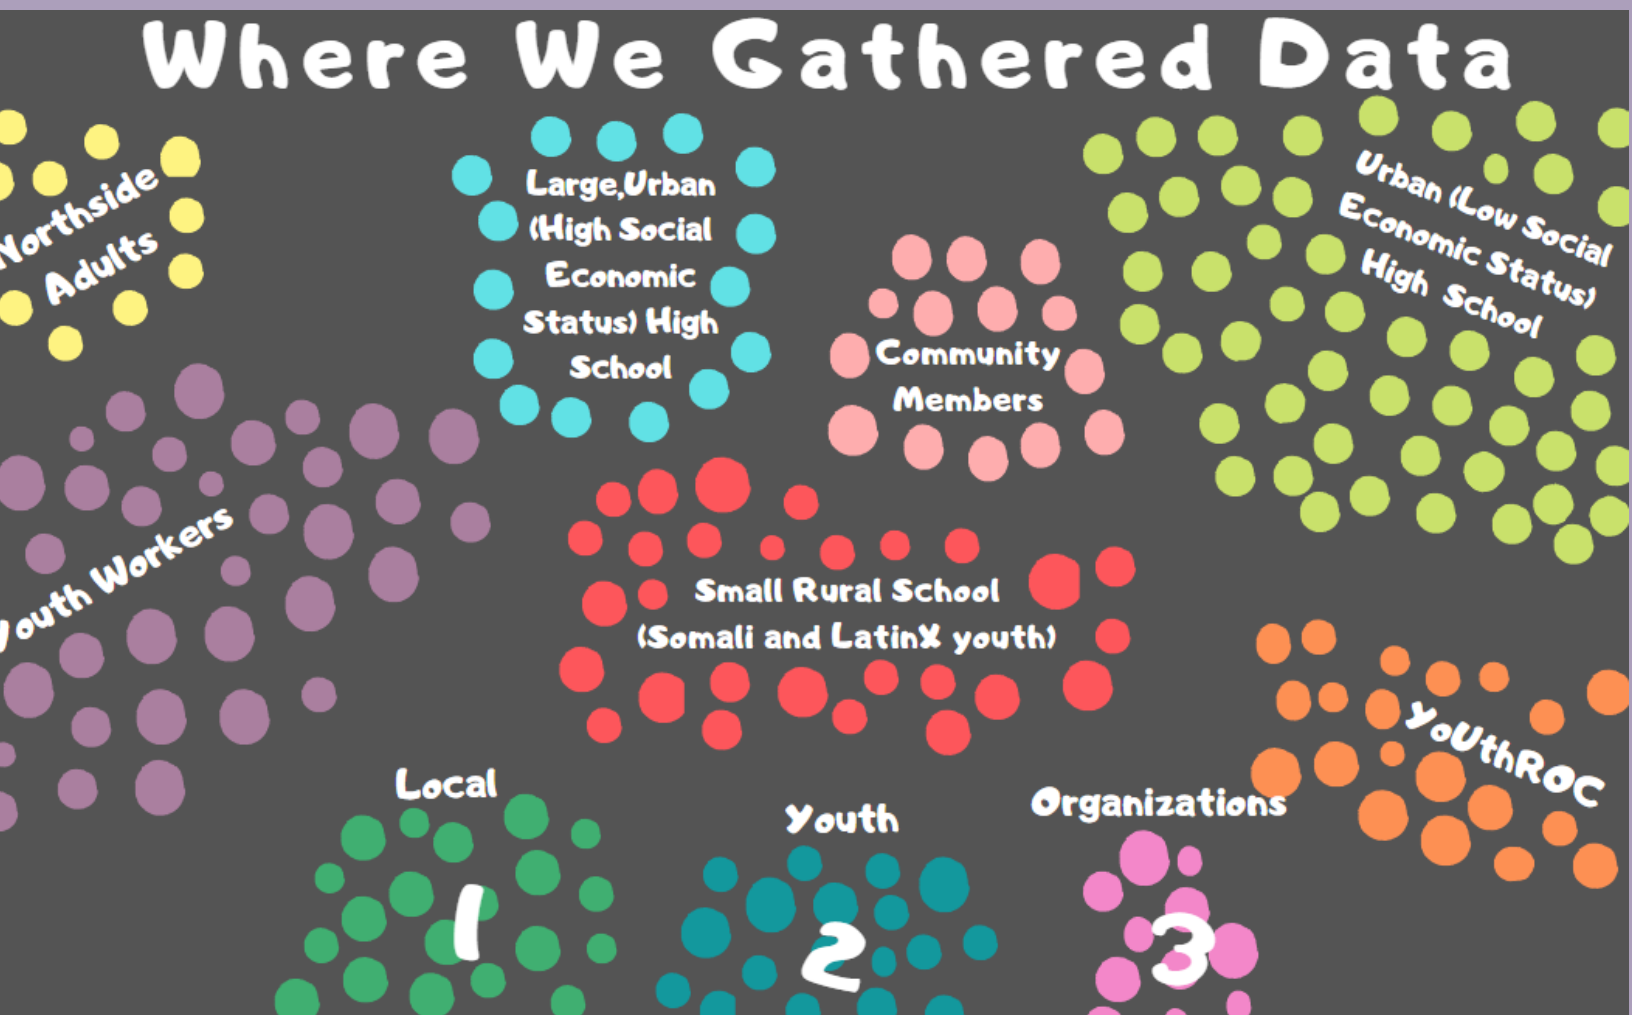 Where We Gathered Data
Northside
Adults
Large,Urban
(High Social
Economic
Status) High
School
Community
Members
Urban (Low Social
Economic Status)
High School
Youth Workers
Small Rural School
(Somali and LatinX youth)
YoUthROC
Local
1
Youth
2
Organizations
3